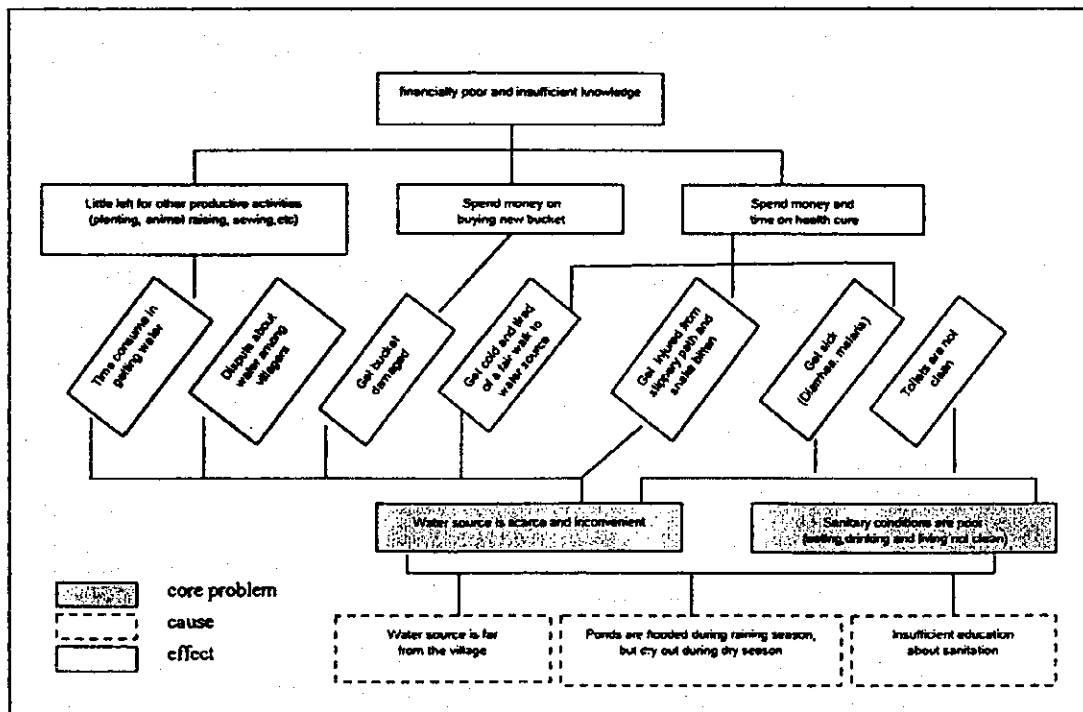 financially poor and insufficient knowledge
Little left for other productive activities
(planting, animal raising, sewing,etc)
Spend money on
buying new bucket
Spend money and
time on health cure
Time consume in
getting water
Dispute about
water among
villagers
Get bucket
damaged
Get cold and tired
of a fair walk to
water source
Get injured from
slippery path and
snake bitten
Get sick
(Diarrhea, malaria)
Toilets are not
clean
Water source is scarce and inconvenient
Sanitary conditions are poor
(eating,drinking and living not clean)
core problem
cause
effect
Water source is far
from the village
Ponds are flooded during raining season,
but dry out during dry season
Insufficient education
about sanitation